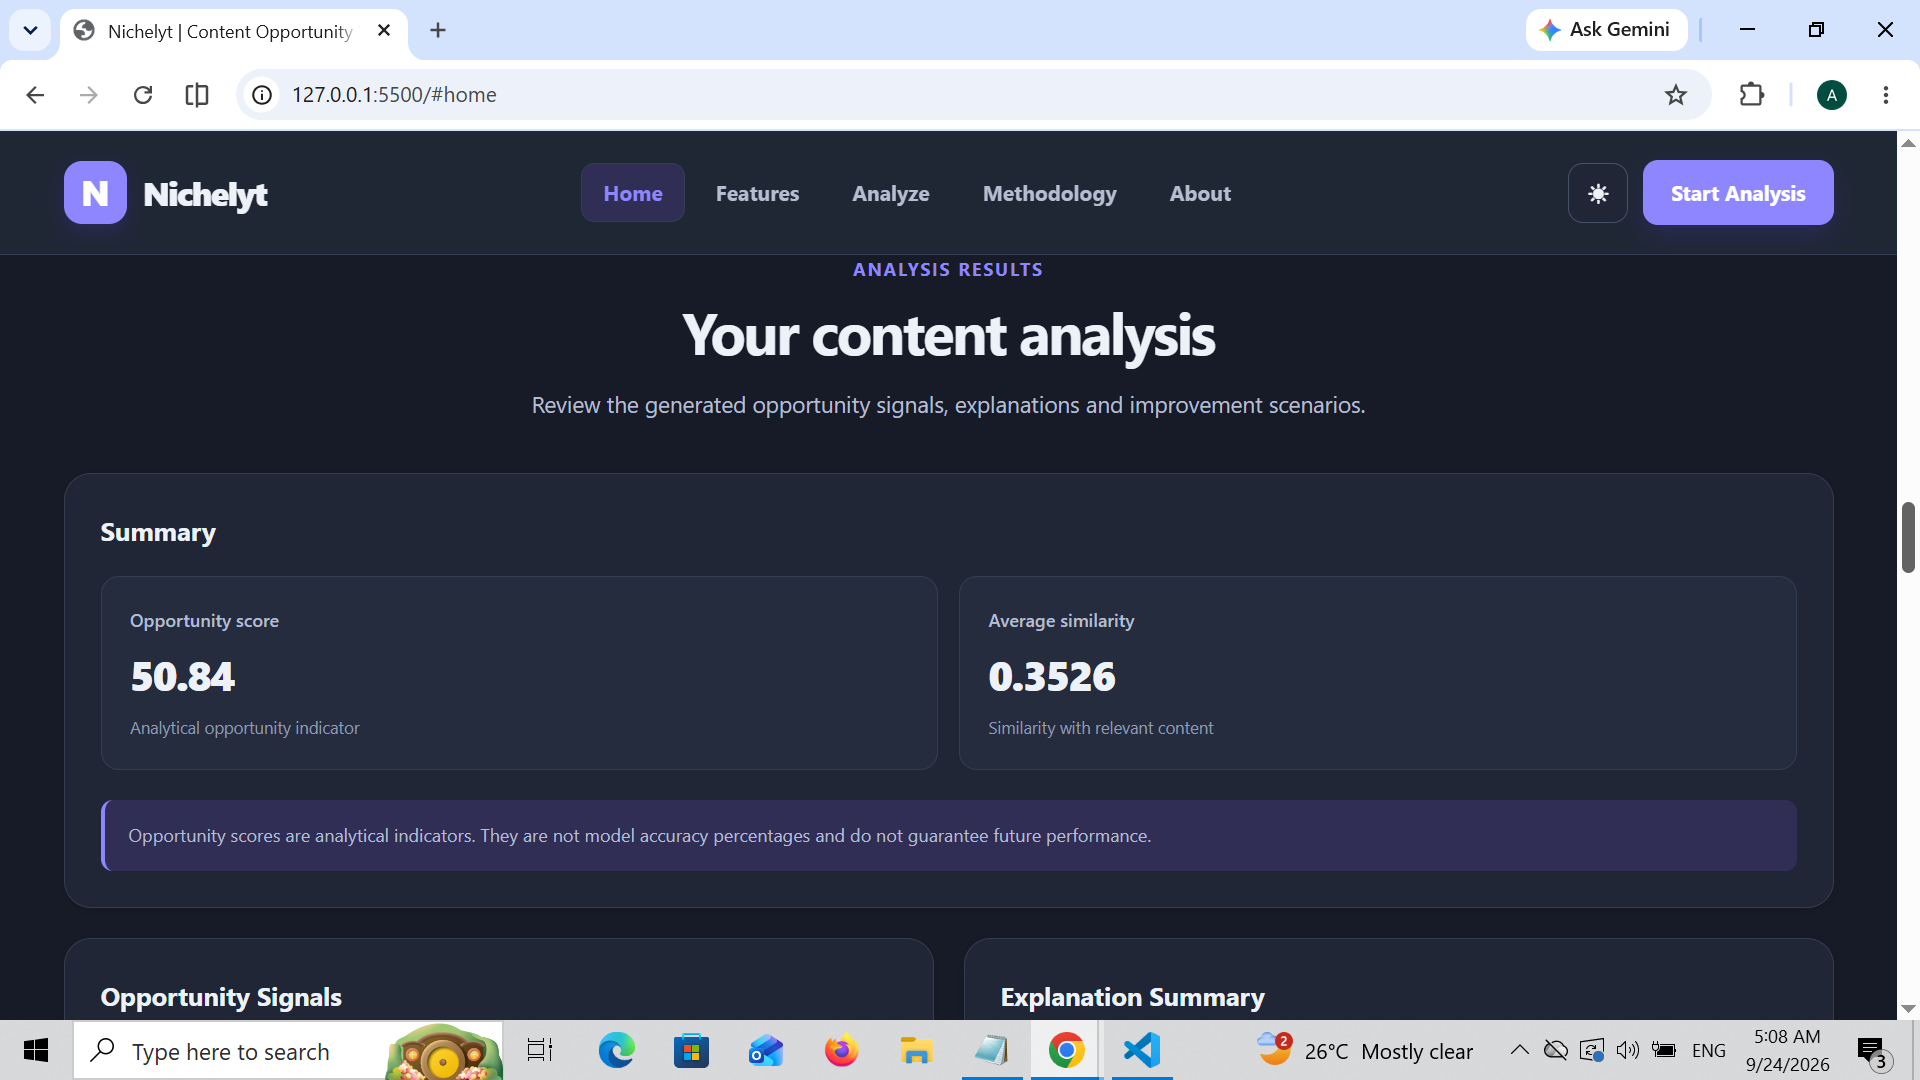 Nichelyt | Content Opportunity
Ask Gemini
127.0.0.1:5500/#home
A
N
Nichelyt
Home
Features
Analyze
Methodology
About
Start Analysis
ANALYSIS RESULTS
Your content analysis
Review the generated opportunity signals, explanations and improvement scenarios.
Summary
Opportunity score
50.84
Analytical opportunity indicator
Average similarity
0.3526
Similarity with relevant content
Opportunity scores are analytical indicators. They are not model accuracy percentages and do not guarantee future performance.
Opportunity Signals
Explanation Summary
Type here to search
2
26°C Mostly clear
ENG
5:08 AM
9/24/2026
3